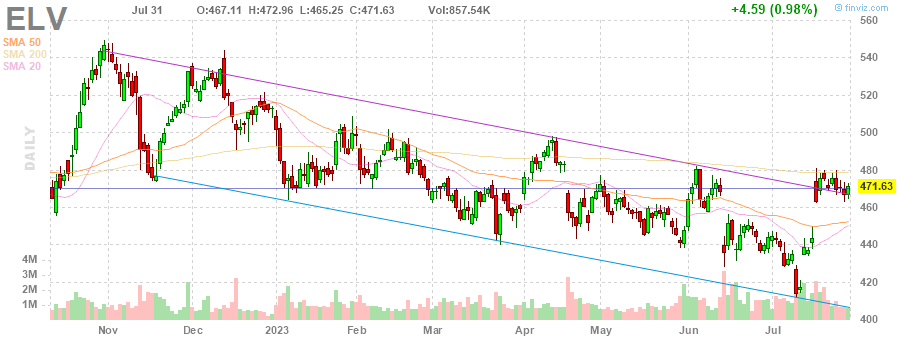 ELV Jul 31 O:467.11 H:472.96 L:465.25 C:471.63 Vol:857.54K +4.59 (0.98%)
© finviz.com
SMA 50
SMA 200
SMA 20
DAILY
560
540
520
500
480
471.63
460
440
420
400
4M
3M
2M
1M
Nov Dec 2023 Feb Mar Apr May Jun Jul